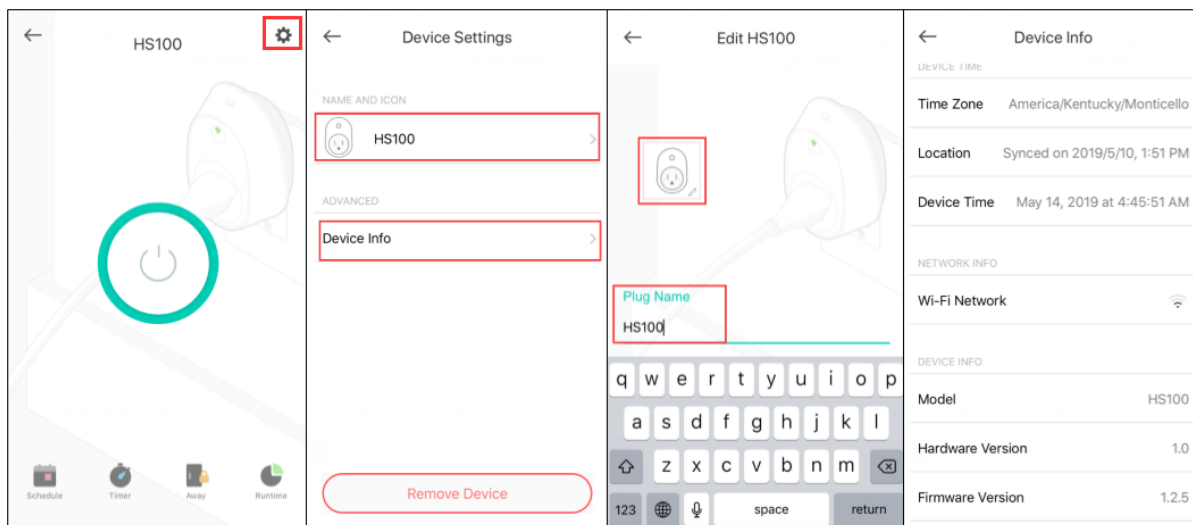 HS100
Schedule
Timer
Away
Runtime
Device Settings
NAME AND ICON
HS100
ADVANCED
Device Info
Remove Device
Edit HS100
Plug Name
HS100
q w e r t y u i o p
a s d f g h j k l
z x c v b n m
123 space return
Device Info
DEVICE TIME
Time Zone America/Kentucky/Monticello
Location Synced on 2019/5/10, 1:51 PM
Device Time May 14, 2019 at 4:45:51 AM
NETWORK INFO
Wi-Fi Network
DEVICE INFO
Model HS100
Hardware Version 1.0
Firmware Version 1.2.5